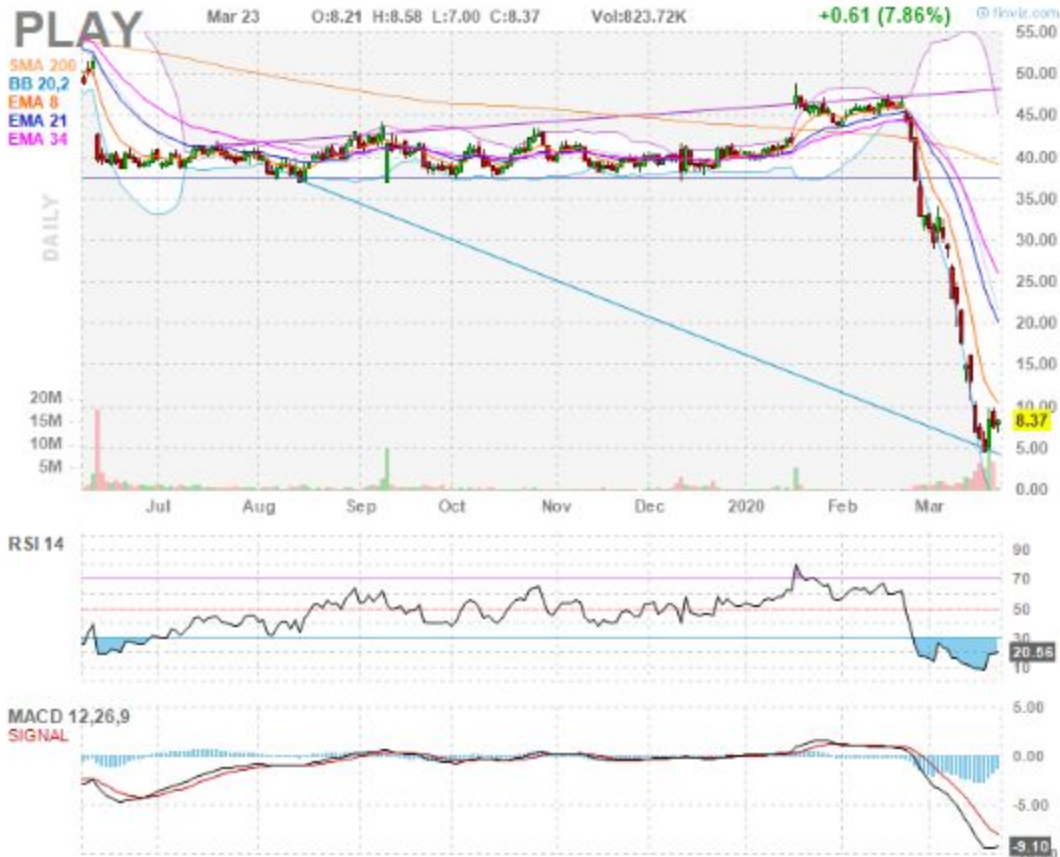 PLAY
Mar 23 O:8.21 H:8.58 L:7.00 C:8.37 Vol:823.72K +0.61 (7.86%) © finviz.com
SMA 200
BB 20,2
EMA 8
EMA 21
EMA 34
DAILY
55.00
50.00
45.00
40.00
35.00
30.00
25.00
20.00
15.00
10.00
8.37
5.00
0.00
20M
15M
10M
5M
Jul Aug Sep Oct Nov Dec 2020 Feb Mar
RSI 14
90
70
50
30
20.56
10
MACD 12,26,9
SIGNAL
5.00
0.00
-5.00
-9.10